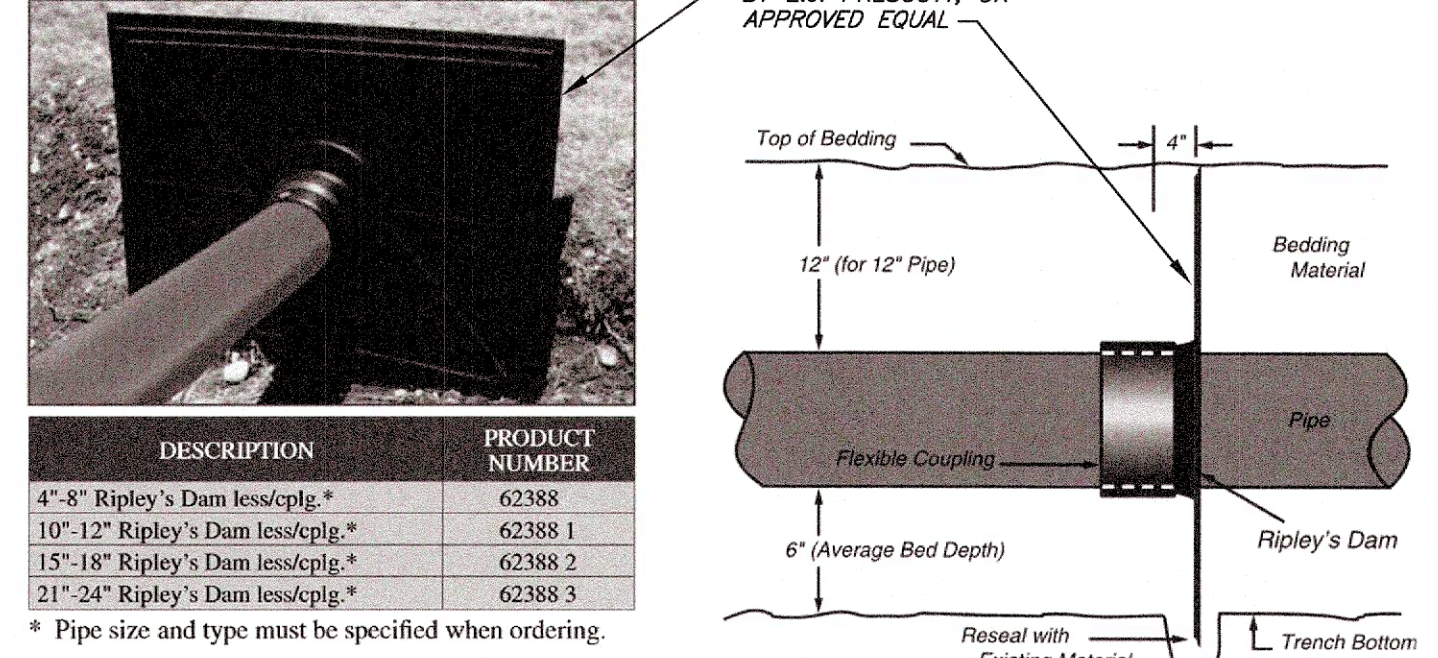 APPROVED EQUAL
Top of Bedding
4"
12" (for 12" Pipe)
Bedding
Material
Pipe
Flexible Coupling
6" (Average Bed Depth)
Ripley's Dam
Reseal with
Trench Bottom
DESCRIPTION
PRODUCT
NUMBER
4"-8" Ripley's Dam less/cplg.*
62388
10"-12" Ripley's Dam less/cplg.*
62388 1
15"-18" Ripley's Dam less/cplg.*
62388 2
21"-24" Ripley's Dam less/cplg.*
62388 3
* Pipe size and type must be specified when ordering.